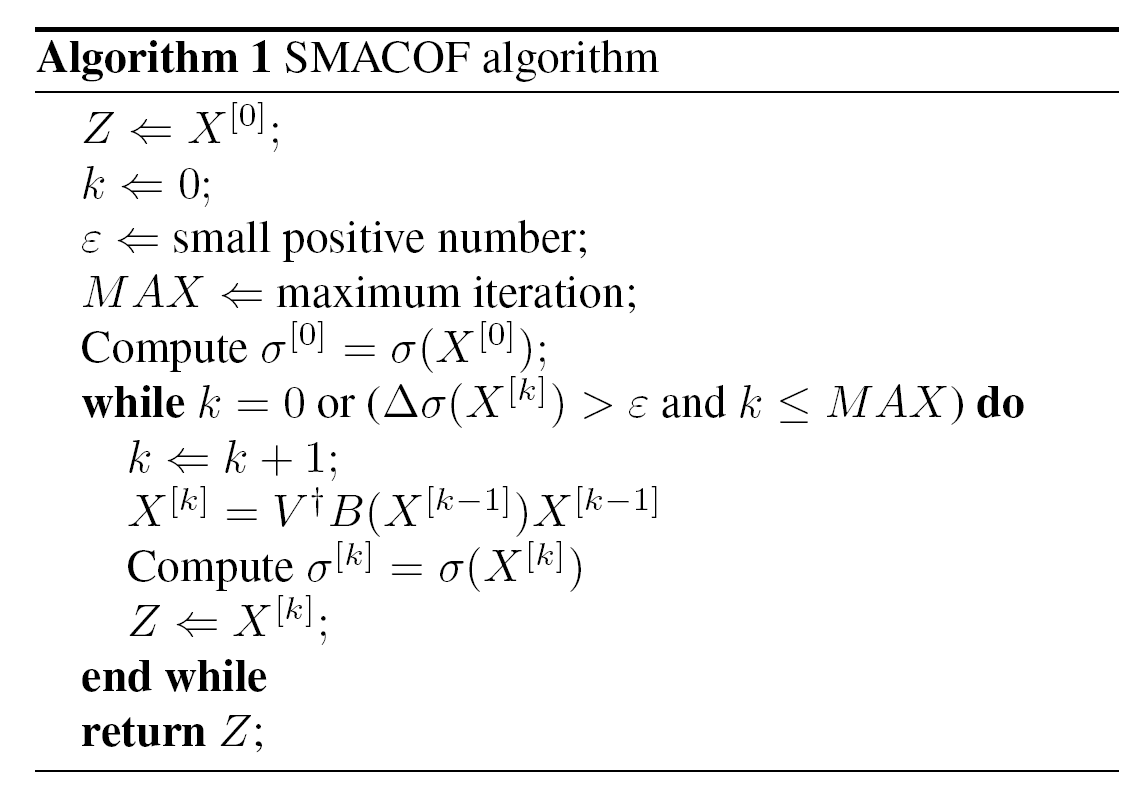 Algorithm 1 SMACOF algorithm
Z ⇐ X^{[0]};
k ⇐ 0;
ε ⇐ small positive number;
MAX ⇐ maximum iteration;
Compute σ^{[0]} = σ(X^{[0]});
while k = 0 or (Δσ(X^{[k]}) > ε and k ≤ MAX) do
k ⇐ k + 1;
X^{[k]} = V^†B(X^{[k−1]})X^{[k−1]}
Compute σ^{[k]} = σ(X^{[k]})
Z ⇐ X^{[k]};
end while
return Z;